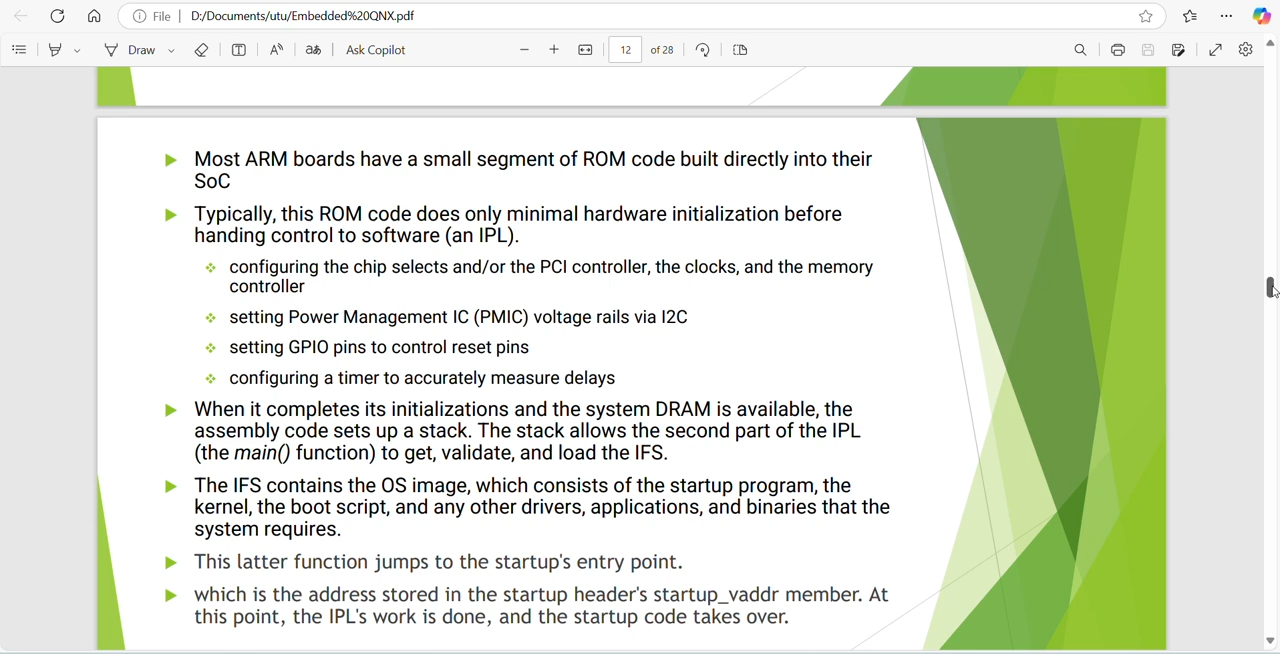 File
D:/Documents/utu/Embedded%20QNX.pdf
Draw
aあ
Ask Copilot
12
of 28
Most ARM boards have a small segment of ROM code built directly into their
SoC
Typically, this ROM code does only minimal hardware initialization before
handing control to software (an IPL).
configuring the chip selects and/or the PCI controller, the clocks, and the memory
controller
setting Power Management IC (PMIC) voltage rails via I2C
setting GPIO pins to control reset pins
configuring a timer to accurately measure delays
When it completes its initializations and the system DRAM is available, the
assembly code sets up a stack. The stack allows the second part of the IPL
(the main() function) to get, validate, and load the IFS.
The IFS contains the OS image, which consists of the startup program, the
kernel, the boot script, and any other drivers, applications, and binaries that the
system requires.
This latter function jumps to the startup's entry point.
which is the address stored in the startup header's startup_vaddr member. At
this point, the IPL's work is done, and the startup code takes over.